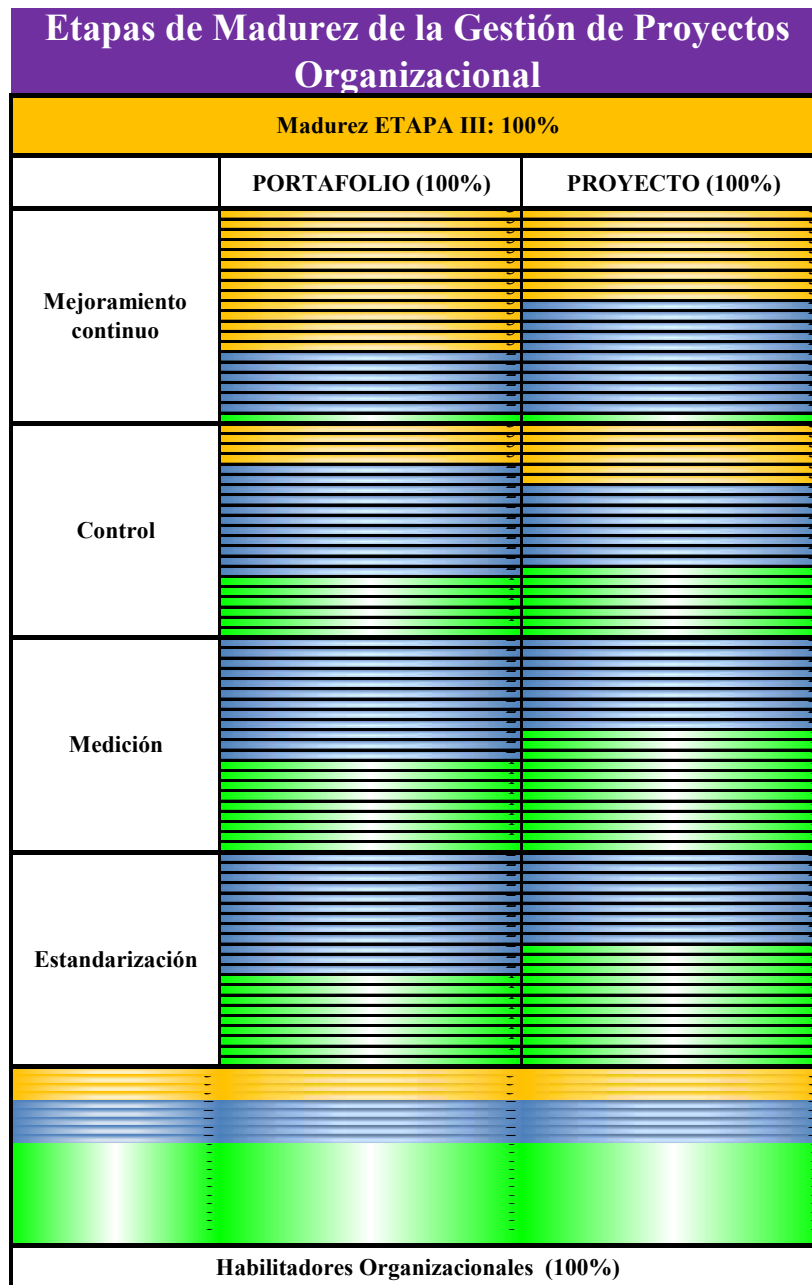 Etapas de Madurez de la Gestión de Proyectos
Organizacional
Madurez ETAPA III: 100%
PORTAFOLIO (100%)
PROYECTO (100%)
Mejoramiento
continuo
Control
Medición
Estandarización
Habilitadores Organizacionales (100%)